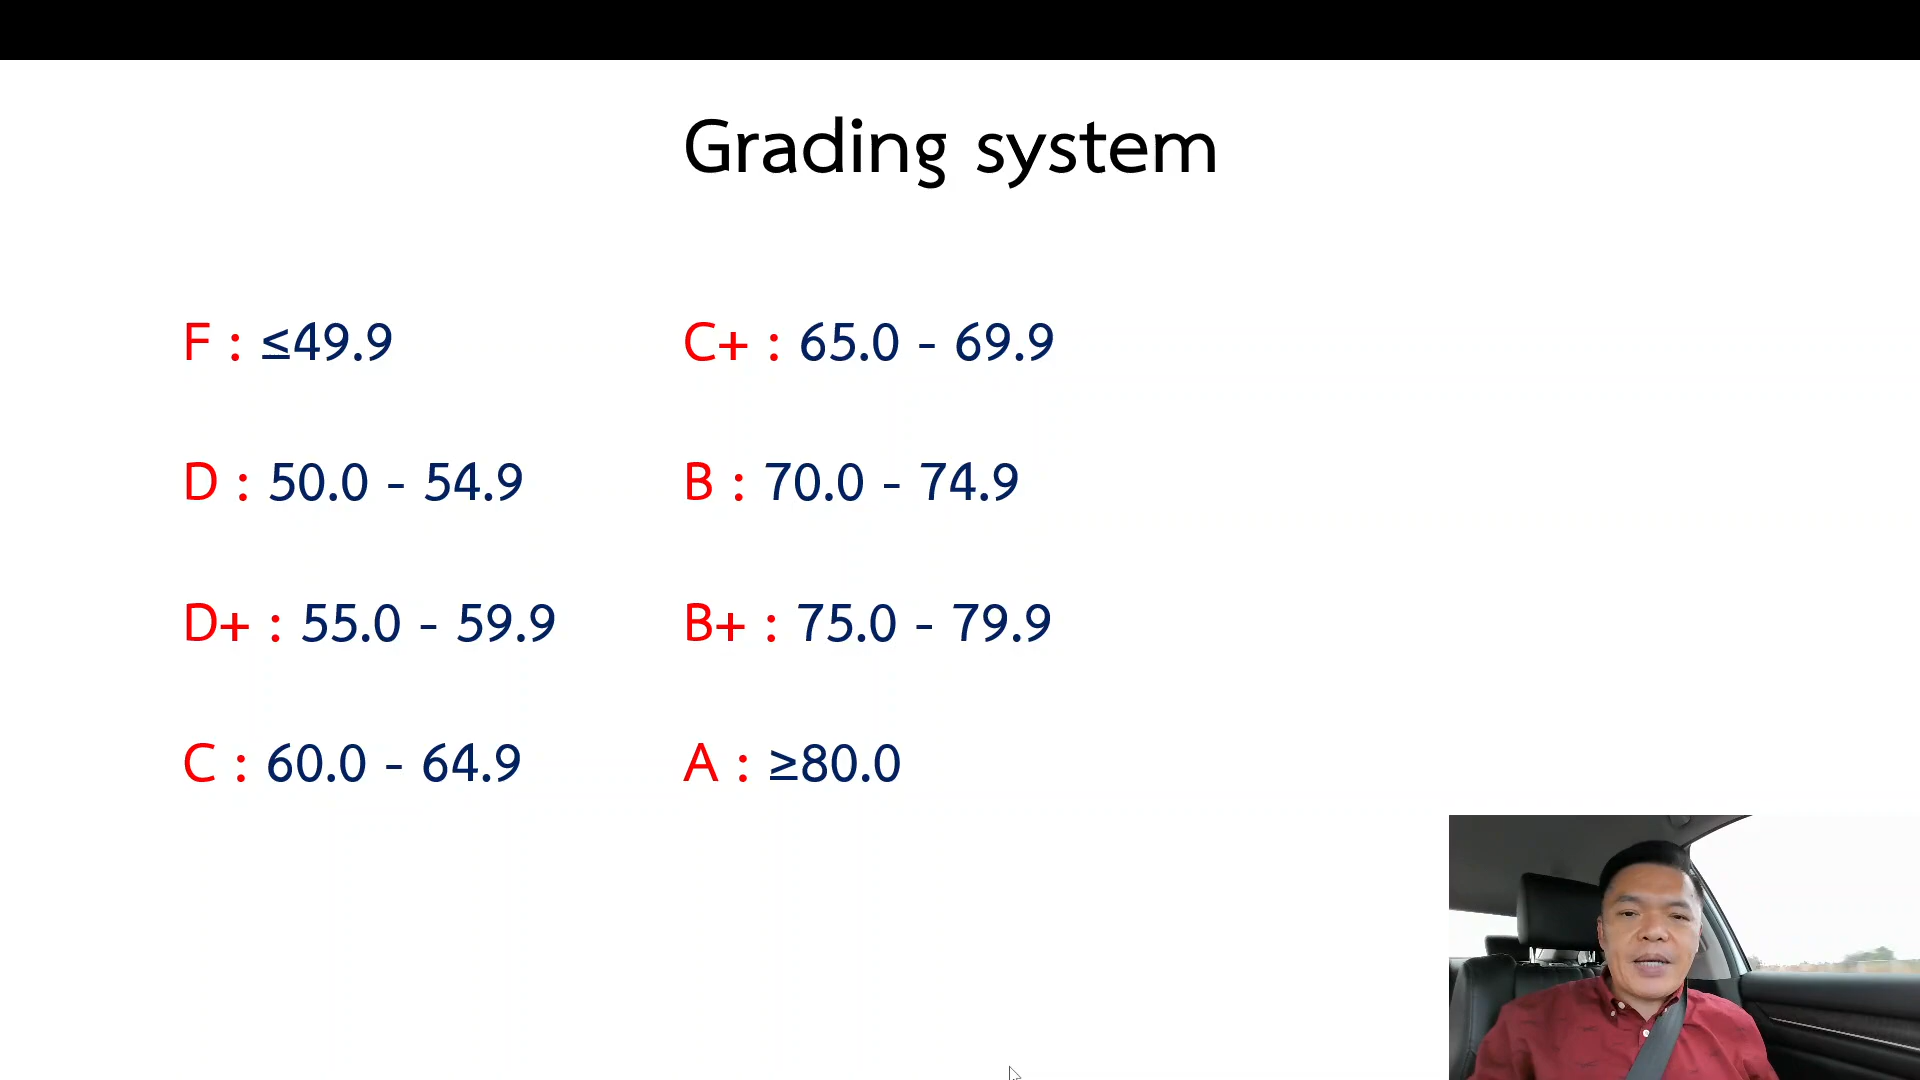 Grading system
F : ≤49.9
D : 50.0 - 54.9
D+ : 55.0 - 59.9
C : 60.0 - 64.9
C+ : 65.0 - 69.9
B : 70.0 - 74.9
B+ : 75.0 - 79.9
A : ≥80.0